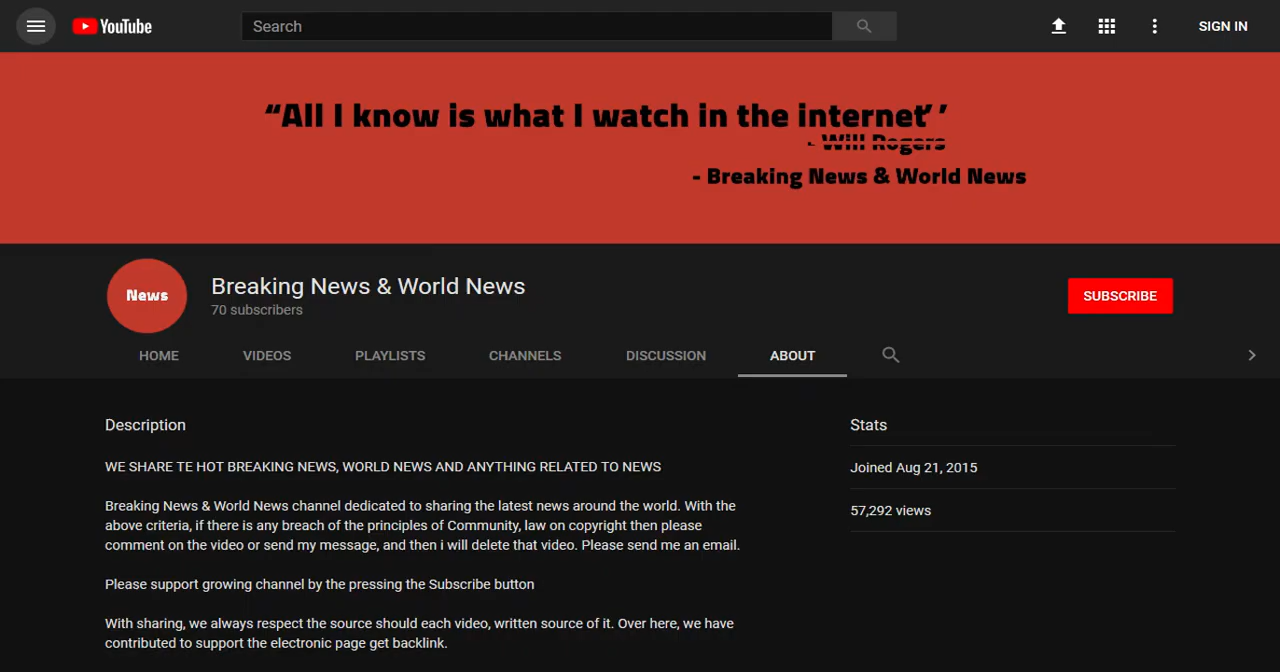 YouTube
Search
SIGN IN
“All I know is what I watch in the internet’’
- Will Rogers
- Breaking News & World News
News
Breaking News & World News
70 subscribers
SUBSCRIBE
HOME VIDEOS PLAYLISTS CHANNELS DISCUSSION ABOUT
Description
WE SHARE TE HOT BREAKING NEWS, WORLD NEWS AND ANYTHING RELATED TO NEWS
Breaking News & World News channel dedicated to sharing the latest news around the world. With the
above criteria, if there is any breach of the principles of Community, law on copyright then please
comment on the video or send my message, and then i will delete that video. Please send me an email.
Please support growing channel by the pressing the Subscribe button
With sharing, we always respect the source should each video, written source of it. Over here, we have
contributed to support the electronic page get backlink.
Stats
Joined Aug 21, 2015
57,292 views